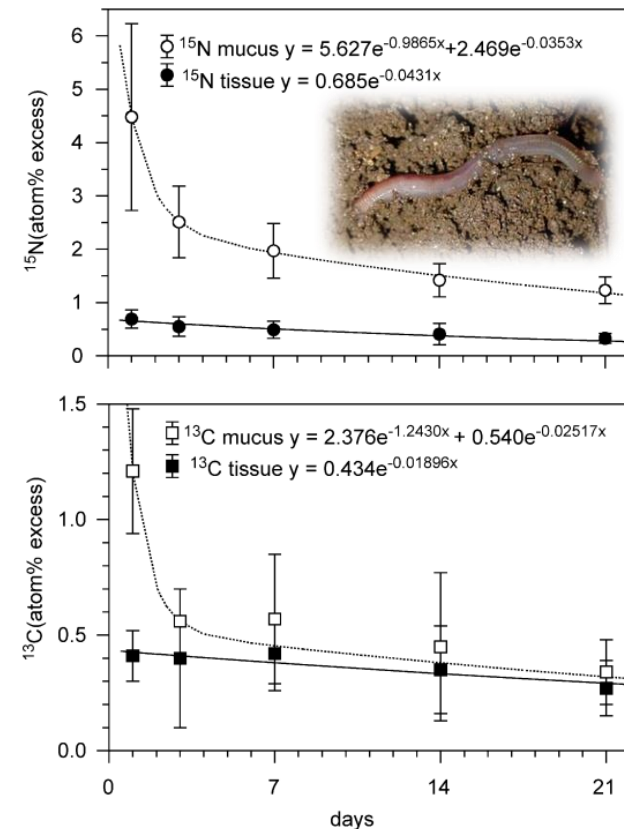 6
¹⁵N mucus y = 5.627e^-0.9865x+2.469e^-0.0353x
¹⁵N tissue y = 0.685e^-0.0431x
5
4
3
2
1
0
¹⁵N(atom% excess)
1.5
¹³C mucus y = 2.376e^-1.2430x + 0.540e^-0.02517x
¹³C tissue y = 0.434e^-0.01896x
1.0
0.5
0.0
¹³C(atom% excess)
0 7 14 21
days